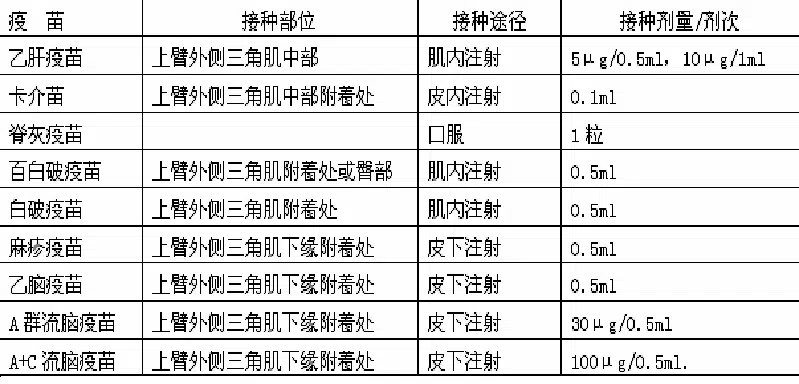 疫 苗 接种部位 接种途径 接种剂量/剂次
乙肝疫苗 上臂外侧三角肌中部 肌内注射 5μg/0.5ml，10μg/1ml
卡介苗 上臂外侧三角肌中部附着处 皮内注射 0.1ml
脊灰疫苗 口服 1粒
百白破疫苗 上臂外侧三角肌附着处或臀部 肌内注射 0.5ml
白破疫苗 上臂外侧三角肌附着处 肌内注射 0.5ml
麻疹疫苗 上臂外侧三角肌下缘附着处 皮下注射 0.5ml
乙脑疫苗 上臂外侧三角肌下缘附着处 皮下注射 0.5ml
A群流脑疫苗 上臂外侧三角肌下缘附着处 皮下注射 30μg/0.5ml
A+C流脑疫苗 上臂外侧三角肌下缘附着处 皮下注射 100μg/0.5ml.